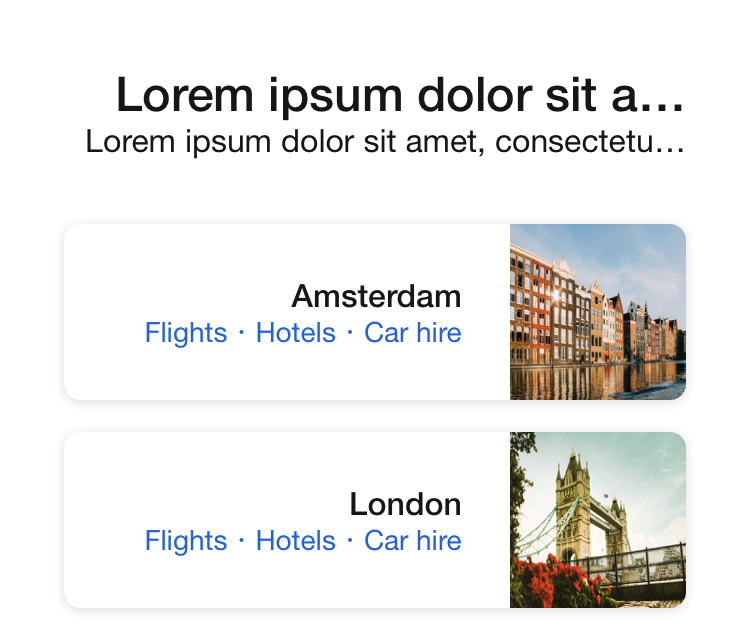 Lorem ipsum dolor sit a…
Lorem ipsum dolor sit amet, consectetu…
Amsterdam
Flights · Hotels · Car hire
London
Flights · Hotels · Car hire